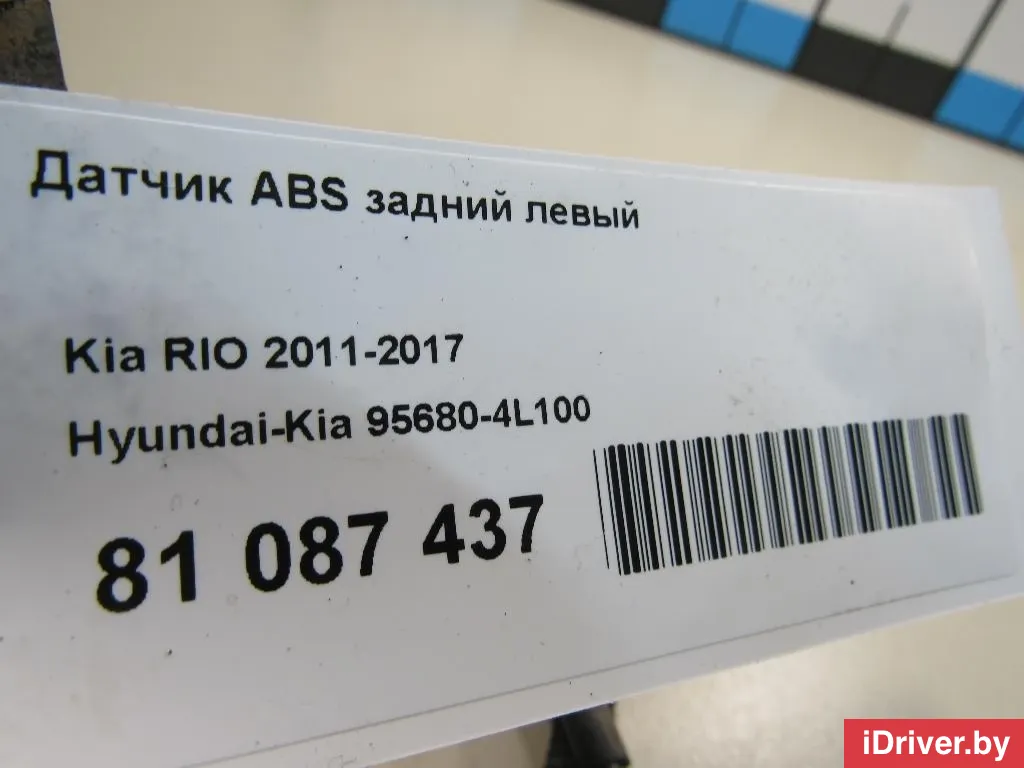 Датчик ABS задний левый
Kia RIO 2011-2017
Hyundai-Kia 95680-4L100
81 087 437
iDriver.by